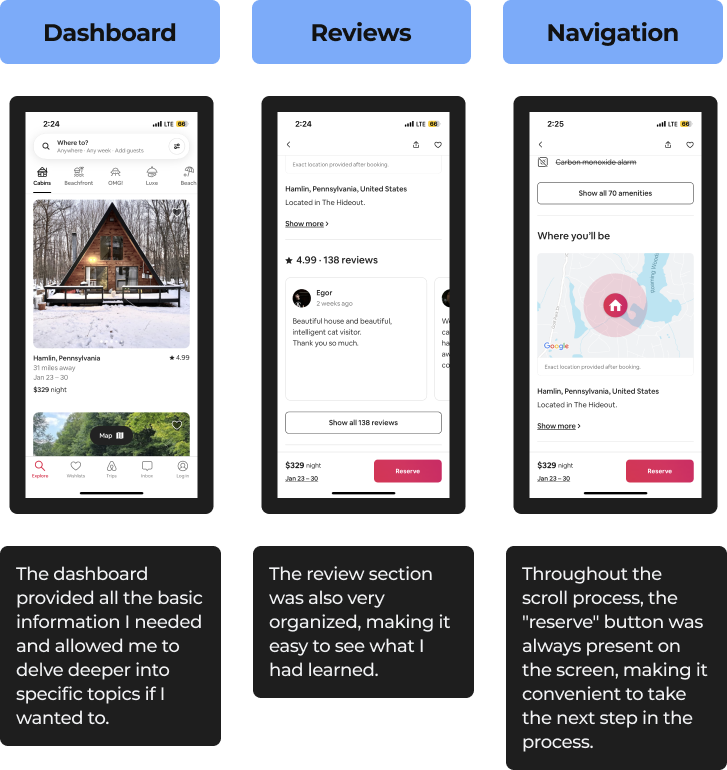 Dashboard
Reviews
Navigation
2:24
LTE 66
Where to?
Anywhere · Any week · Add guests
Cabins
Beachfront
OMG!
Luxe
Beach
Hamlin, Pennsylvania
★ 4.99
31 miles away
Jan 23 – 30
$329 night
Map
Explore
Wishlists
Trips
Inbox
Log in
2:24
LTE 66
Exact location provided after booking.
Hamlin, Pennsylvania, United States
Located in The Hideout.
Show more >
★ 4.99 · 138 reviews
Egor
2 weeks ago
Beautiful house and beautiful,
intelligent cat visitor.
Thank you so much.
Show all 138 reviews
$329 night
Jan 23 – 30
Reserve
2:25
LTE 66
Carbon monoxide alarm
Show all 70 amenities
Where you'll be
Google
Exact location provided after booking.
Hamlin, Pennsylvania, United States
Located in The Hideout.
Show more >
$329 night
Jan 23 – 30
Reserve
The dashboard
provided all the basic
information I needed
and allowed me to
delve deeper into
specific topics if I
wanted to.
The review section
was also very
organized, making it
easy to see what I
had learned.
Throughout the
scroll process, the
"reserve" button was
always present on
the screen, making it
convenient to take
the next step in the
process.